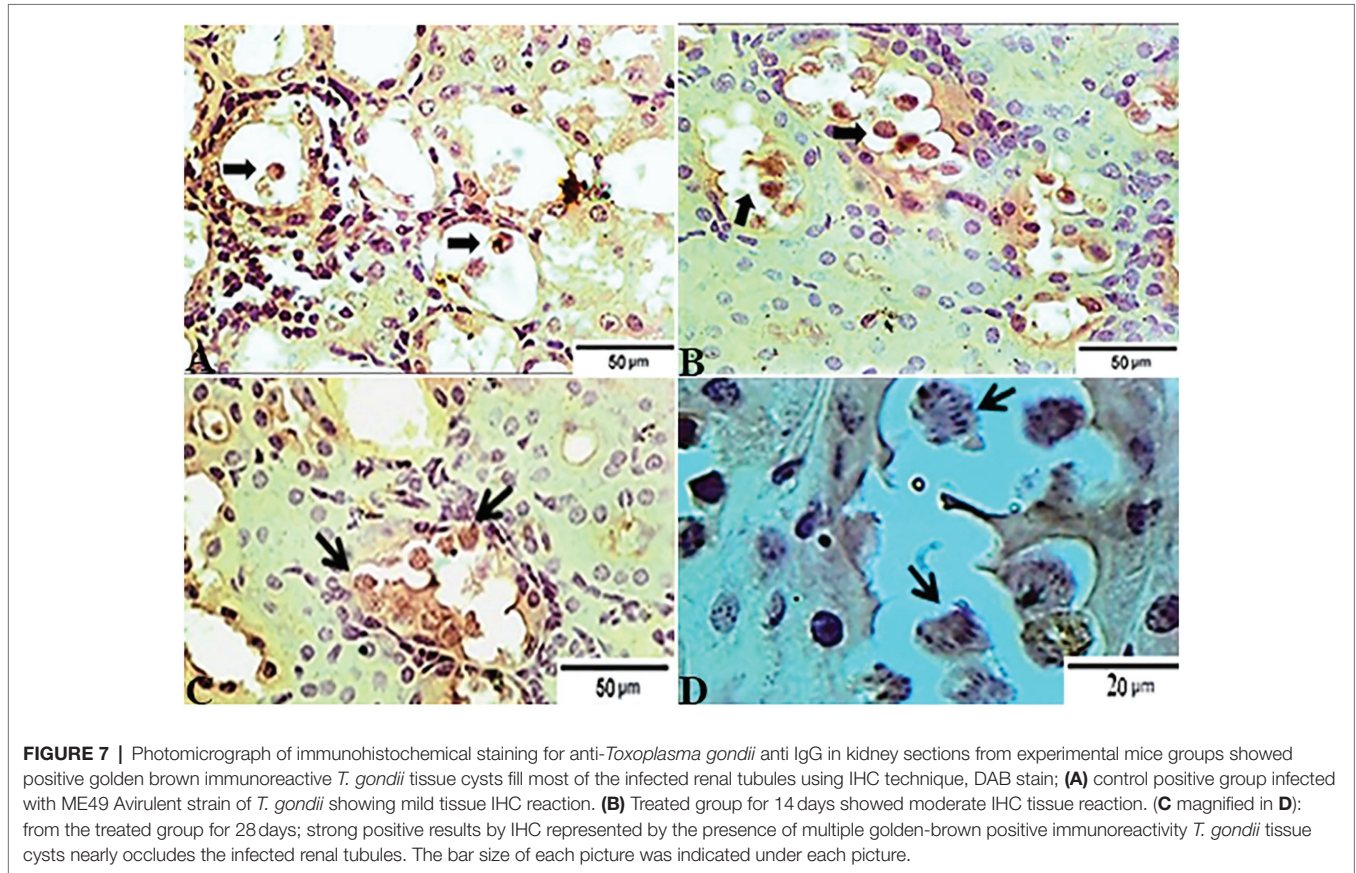 A
50 µm
B
50 µm
C
50 µm
D
20 µm
FIGURE 7 | Photomicrograph of immunohistochemical staining for anti-Toxoplasma gondii anti IgG in kidney sections from experimental mice groups showed
positive golden brown immunoreactive T. gondii tissue cysts fill most of the infected renal tubules using IHC technique, DAB stain; (A) control positive group infected
with ME49 Avirulent strain of T. gondii showing mild tissue IHC reaction. (B) Treated group for 14 days showed moderate IHC tissue reaction. (C magnified in D):
from the treated group for 28 days; strong positive results by IHC represented by the presence of multiple golden-brown positive immunoreactivity T. gondii tissue
cysts nearly occludes the infected renal tubules. The bar size of each picture was indicated under each picture.